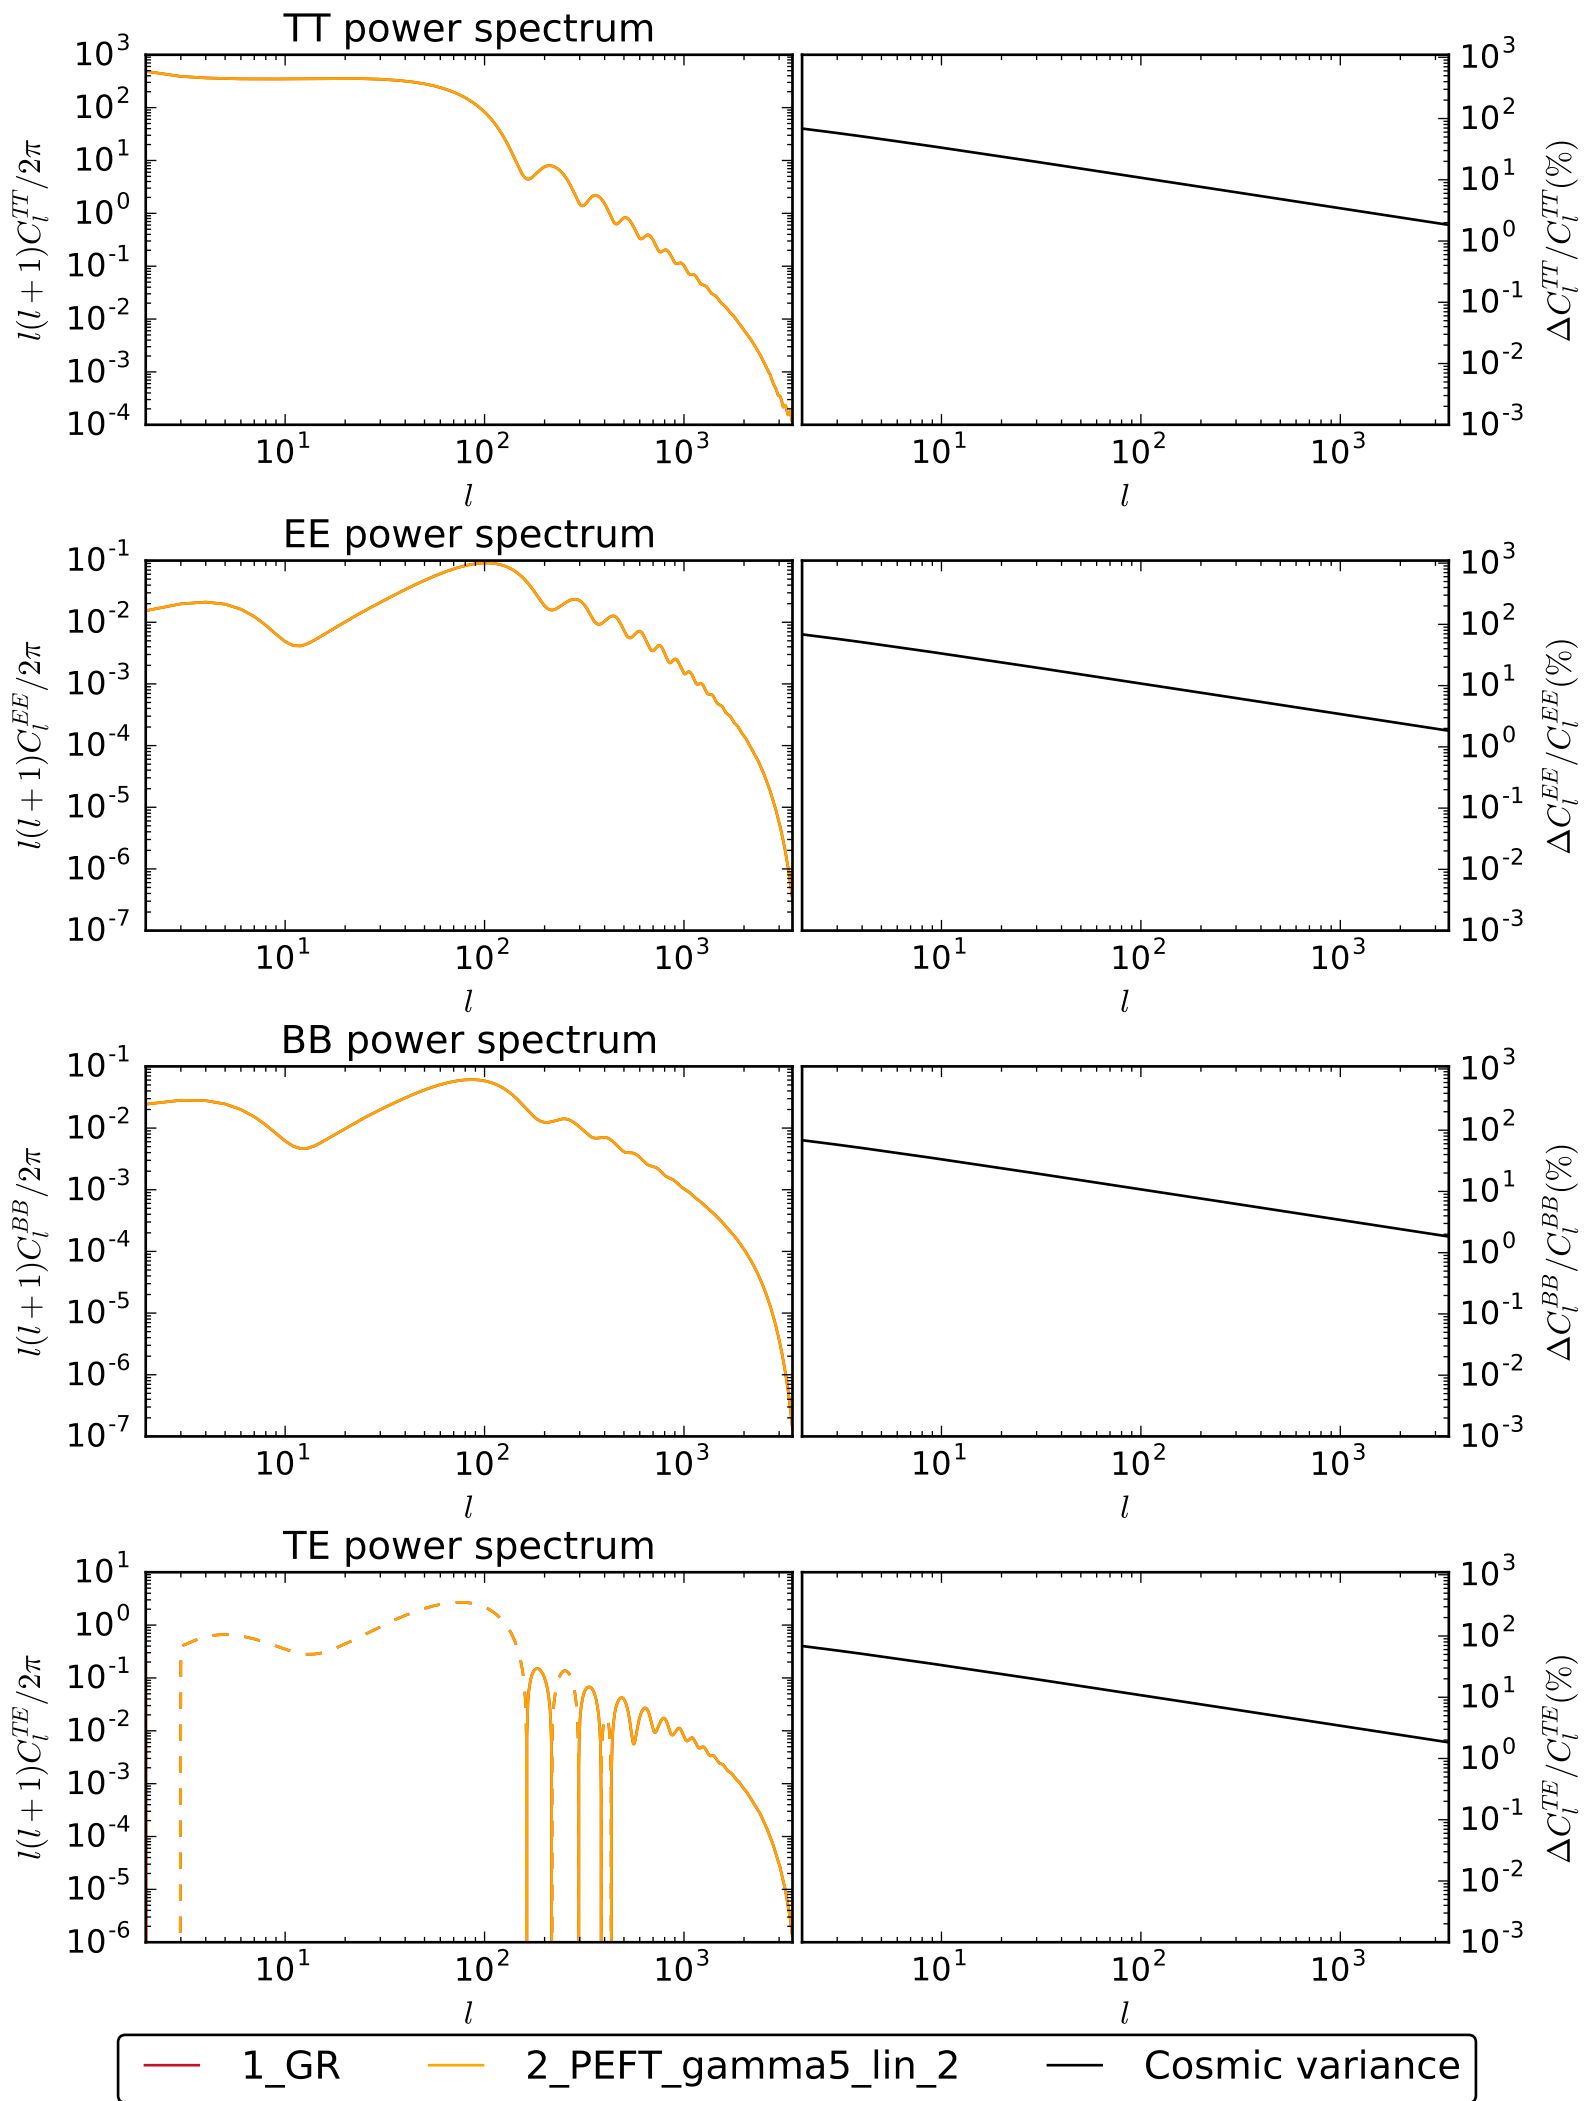 TT power spectrum
10^3
10^2
10^1
10^0
10^-1
10^-2
10^-3
10^-4
l(l+1)C_l^{TT}/2π
10^1 10^2 10^3
l
10^3
10^2
10^1
10^0
10^-1
10^-2
10^-3
ΔC_l^{TT}/C_l^{TT}(%)
10^1 10^2 10^3
l
EE power spectrum
10^-1
10^-2
10^-3
10^-4
10^-5
10^-6
10^-7
l(l+1)C_l^{EE}/2π
10^1 10^2 10^3
l
10^3
10^2
10^1
10^0
10^-1
10^-2
10^-3
ΔC_l^{EE}/C_l^{EE}(%)
10^1 10^2 10^3
l
BB power spectrum
10^-1
10^-2
10^-3
10^-4
10^-5
10^-6
10^-7
l(l+1)C_l^{BB}/2π
10^1 10^2 10^3
l
10^3
10^2
10^1
10^0
10^-1
10^-2
10^-3
ΔC_l^{BB}/C_l^{BB}(%)
10^1 10^2 10^3
l
TE power spectrum
10^1
10^0
10^-1
10^-2
10^-3
10^-4
10^-5
10^-6
l(l+1)C_l^{TE}/2π
10^1 10^2 10^3
l
10^3
10^2
10^1
10^0
10^-1
10^-2
10^-3
ΔC_l^{TE}/C_l^{TE}(%)
10^1 10^2 10^3
l
1_GR 2_PEFT_gamma5_lin_2 Cosmic variance